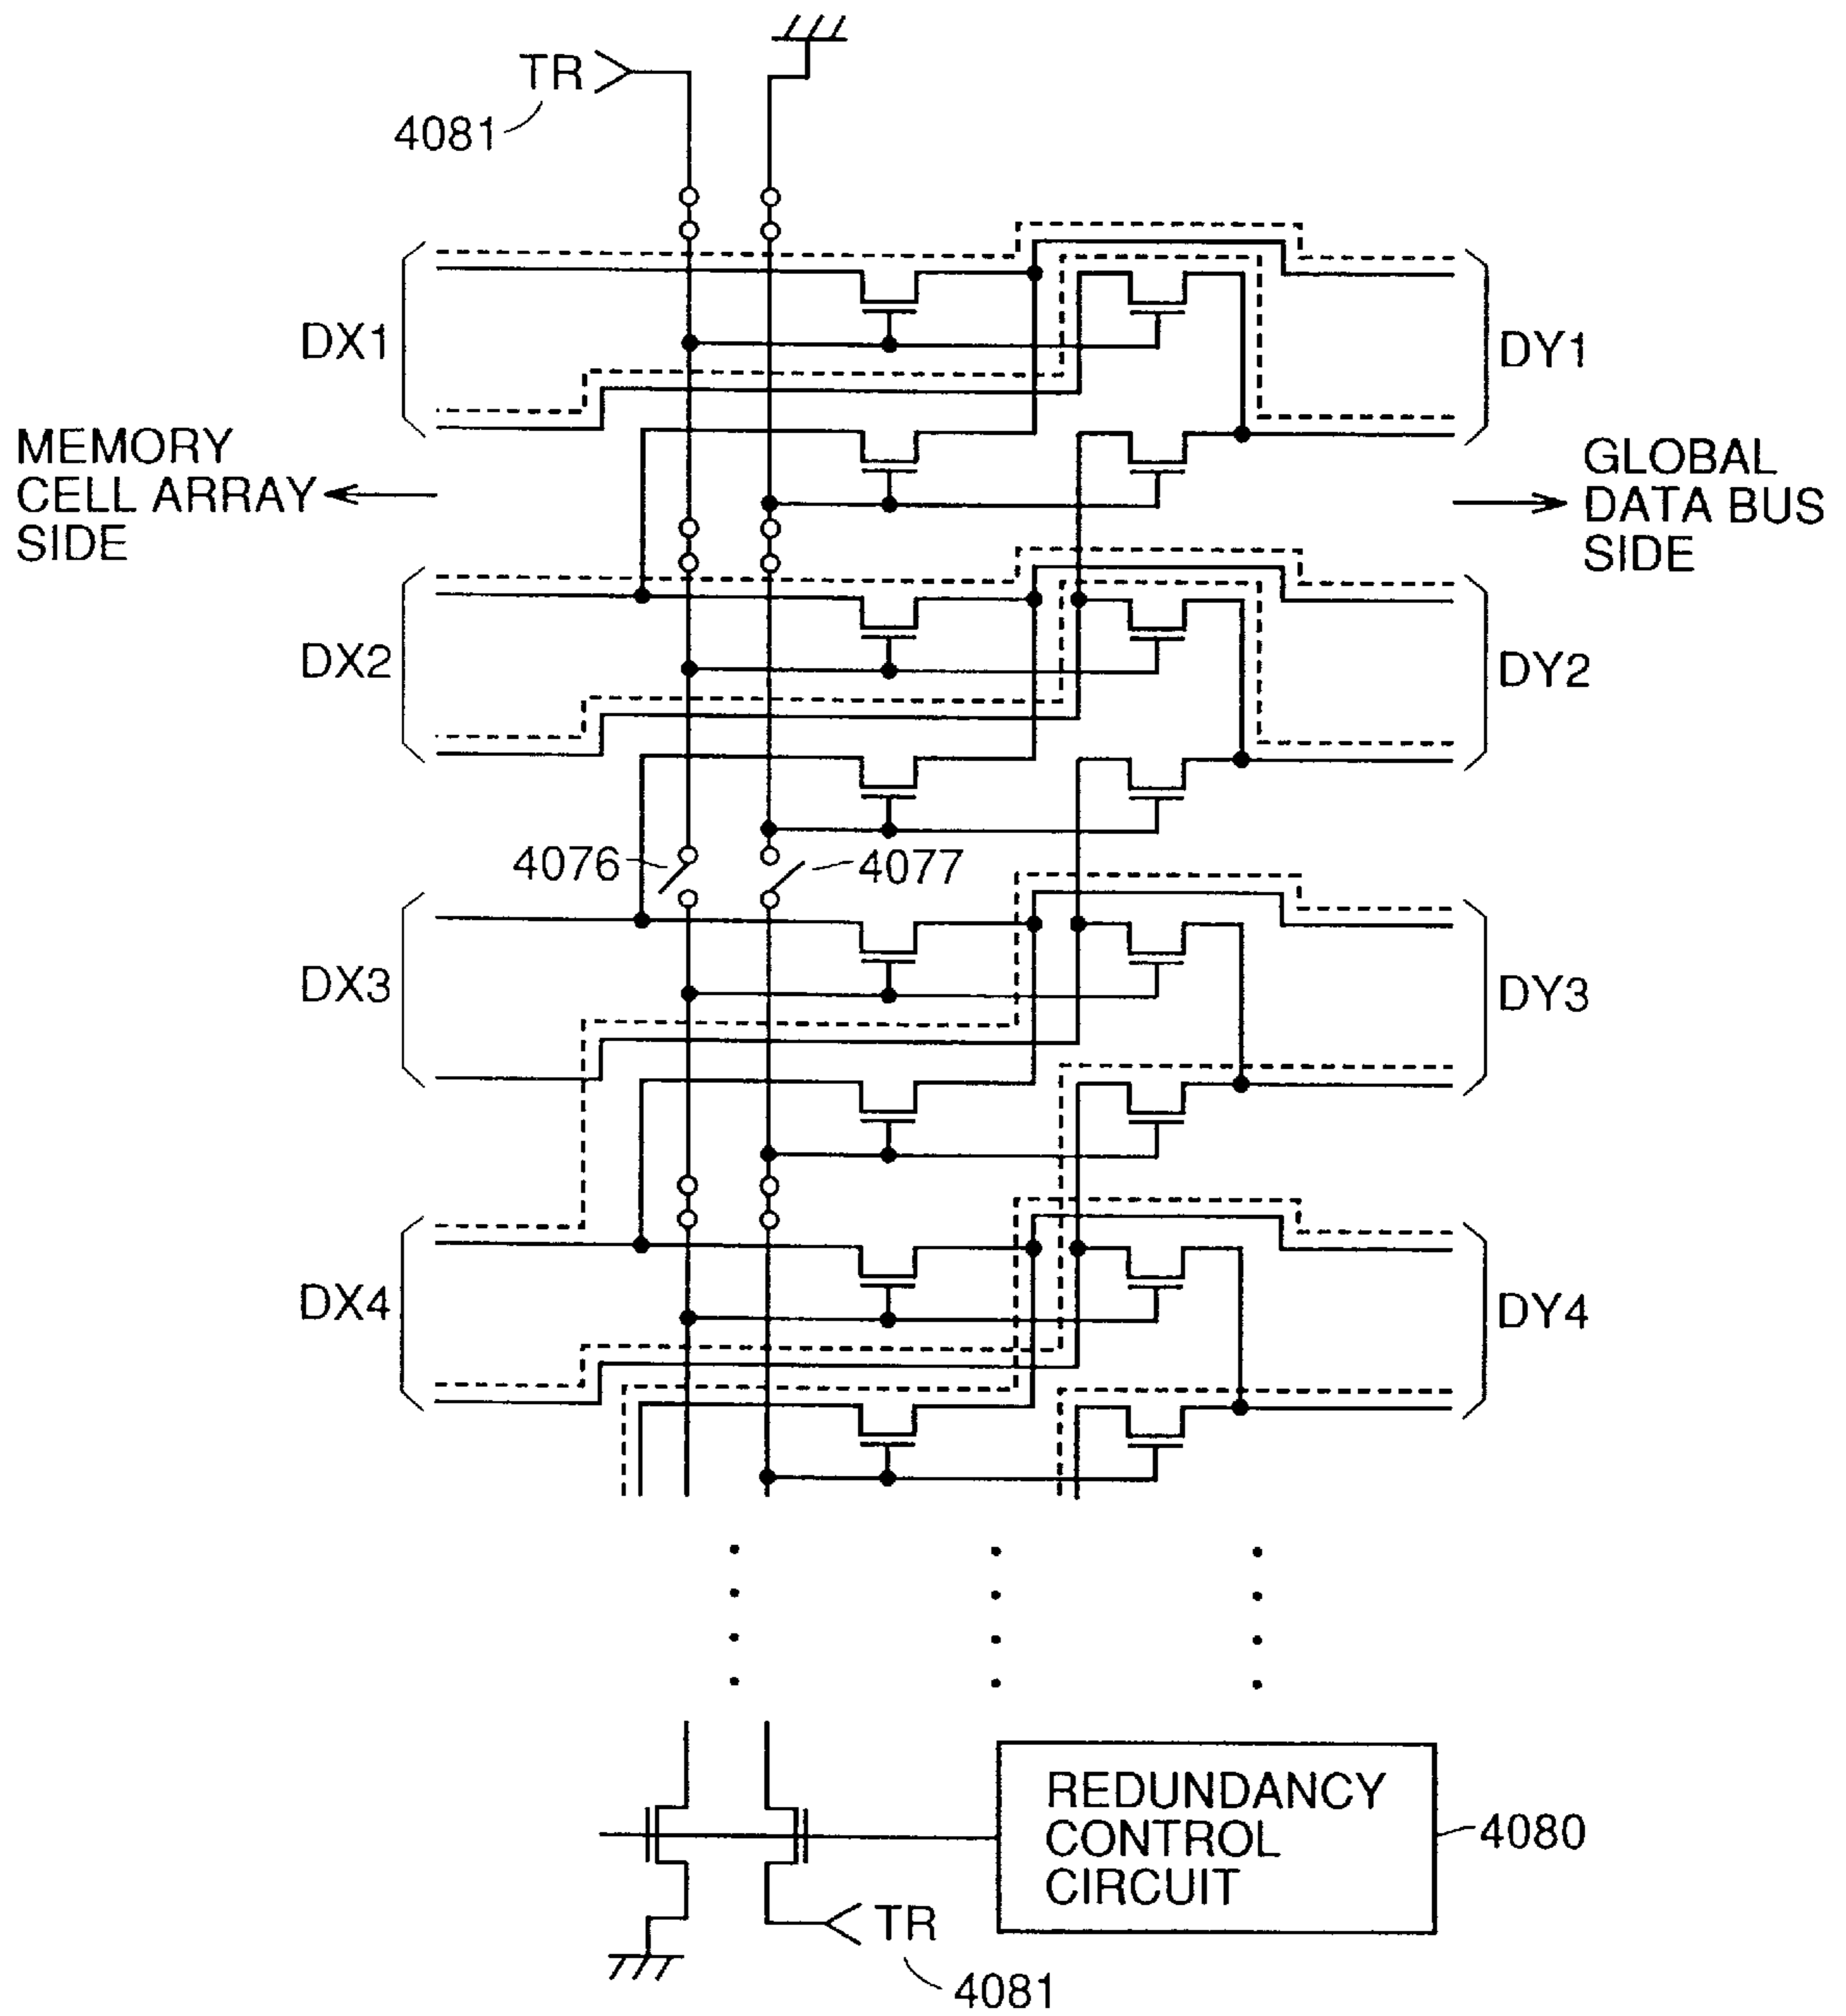 TR
4081
DX1
DY1
MEMORY
CELL ARRAY
SIDE
GLOBAL
DATA BUS
SIDE
DX2
DY2
4076
4077
DX3
DY3
DX4
DY4
REDUNDANCY
CONTROL
CIRCUIT
4080
TR
4081